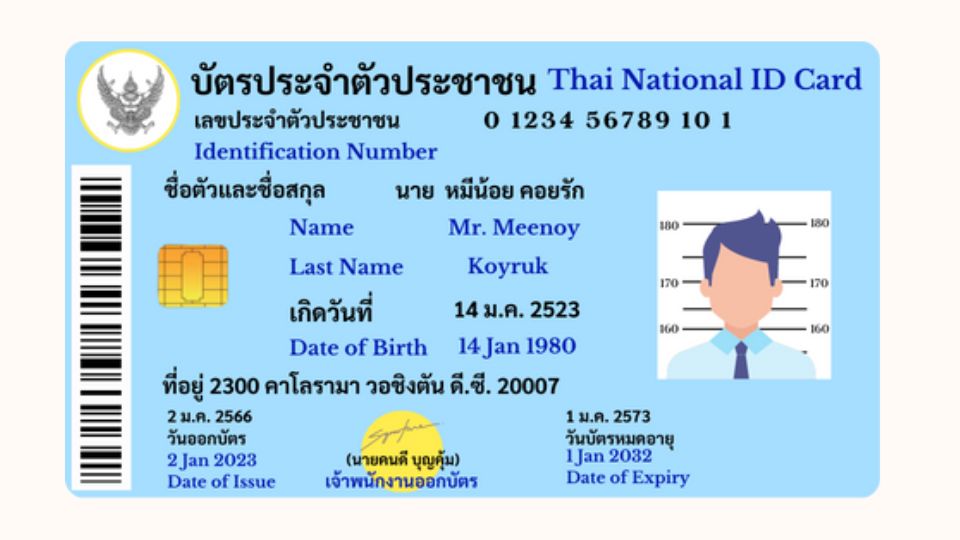 บัตรประจำตัวประชาชน Thai National ID Card
เลขประจำตัวประชาชน 0 1234 56789 10 1
Identification Number
ชื่อตัวและชื่อสกุล นาย หมีน้อย คอยรัก
Name Mr. Meenoy
Last Name Koyruk
180 180
170 170
160 160
เกิดวันที่ 14 ม.ค. 2523
Date of Birth 14 Jan 1980
ที่อยู่ 2300 คาโลรามา วอชิงตัน ดี.ซี. 20007
2 ม.ค. 2566
วันออกบัตร
2 Jan 2023
Date of Issue
Signature
(นายคนดี บุญคุ้ม)
เจ้าพนักงานออกบัตร
1 ม.ค. 2573
วันบัตรหมดอายุ
1 Jan 2032
Date of Expiry